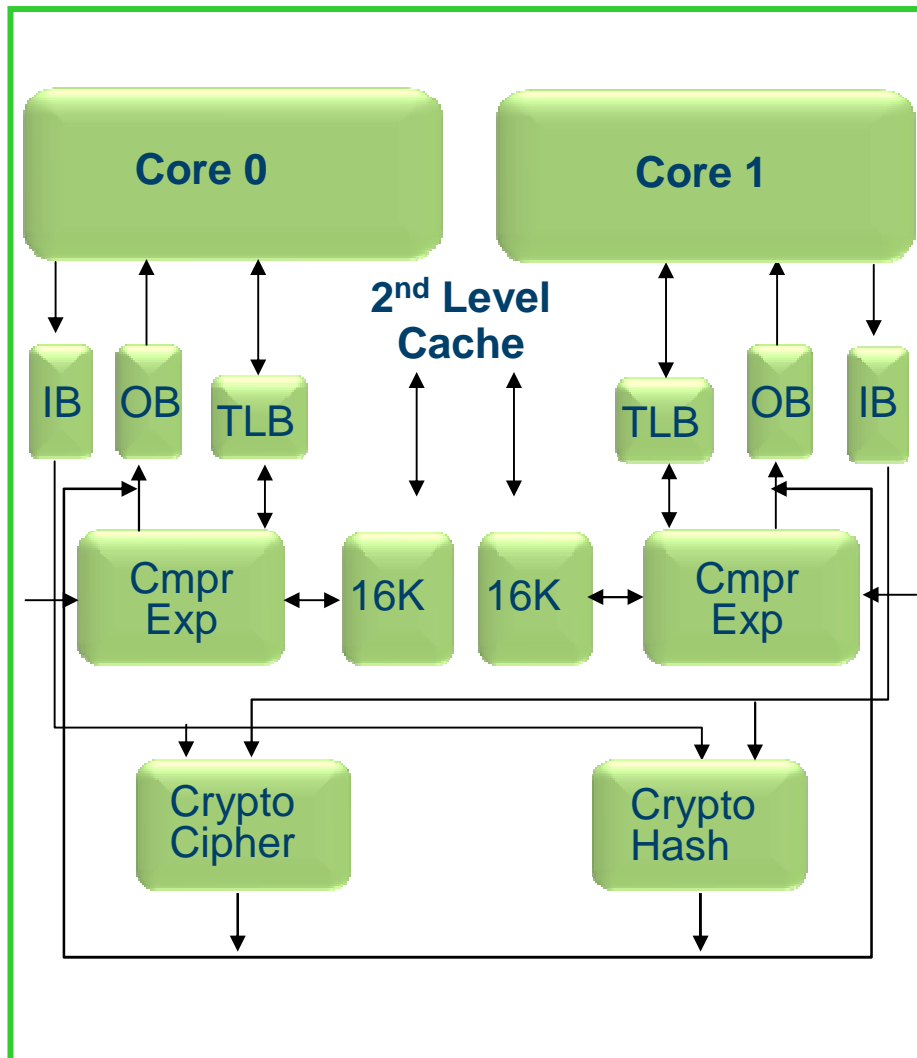 Core 0
Core 1
2nd Level
Cache
IB
OB
TLB
TLB
OB
IB
Cmpr
Exp
16K
16K
Cmpr
Exp
Crypto
Cipher
Crypto
Hash